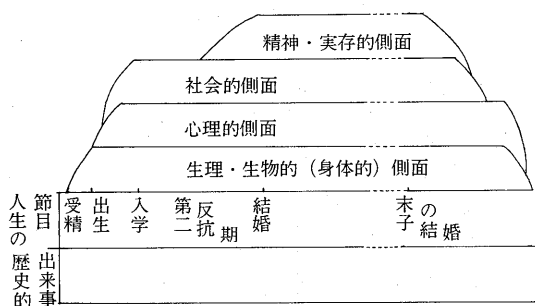 精神・実存的側面
社会的側面
心理的側面
生理・生物的（身体的）側面
人生の節目
受精
出生
入学
第二反抗期
結婚
末子の結婚
歴史的出来事